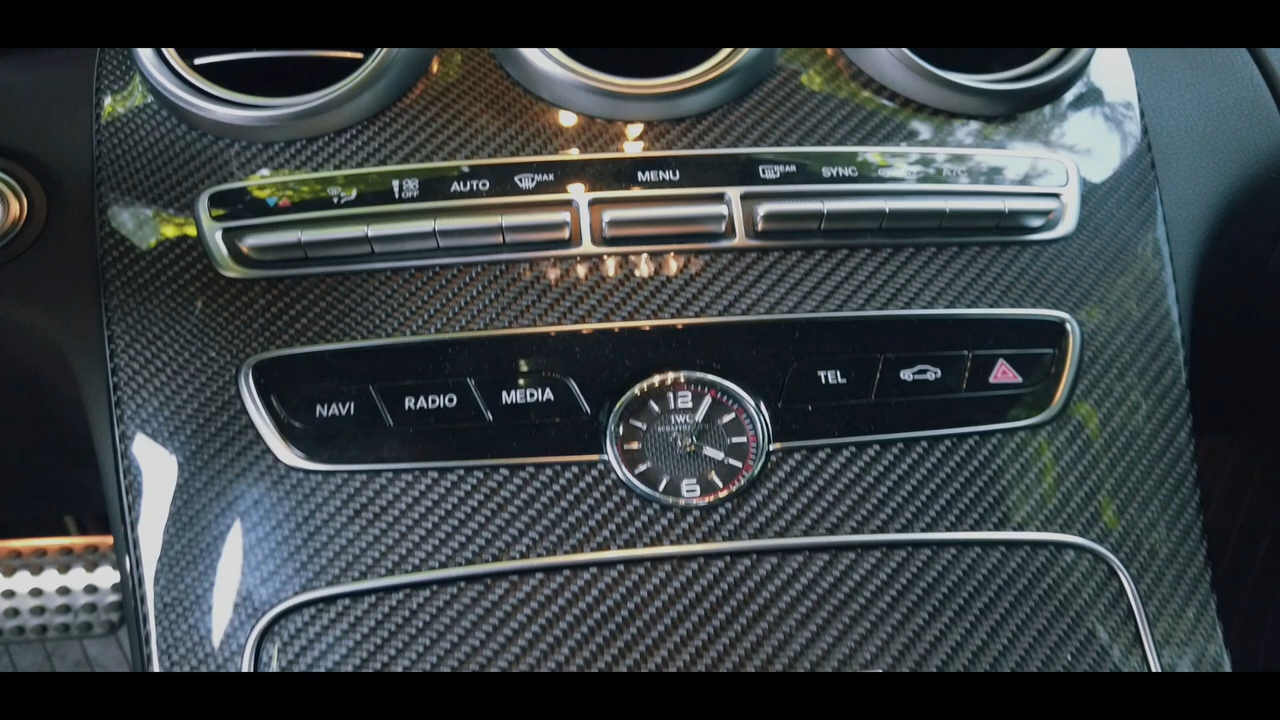 OFF
AUTO
MAX
MENU
REAR
SYNC
A/C
NAVI
RADIO
MEDIA
TEL
12
IWC
6